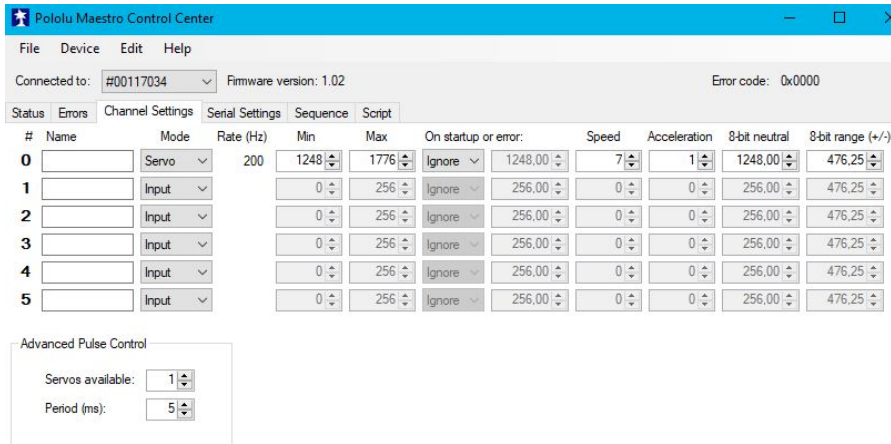 Pololu Maestro Control Center
File Device Edit Help
Connected to: #00117034 Firmware version: 1.02 Error code: 0x0000
Status Errors Channel Settings Serial Settings Sequence Script
# Name Mode Rate (Hz) Min Max On startup or error: Speed Acceleration 8-bit neutral 8-bit range (+/-)
0 Servo 200 1248 1776 Ignore 1248,00 7 1 1248,00 476,25
1 Input 0 256 Ignore 256,00 0 0 256,00 476,25
2 Input 0 256 Ignore 256,00 0 0 256,00 476,25
3 Input 0 256 Ignore 256,00 0 0 256,00 476,25
4 Input 0 256 Ignore 256,00 0 0 256,00 476,25
5 Input 0 256 Ignore 256,00 0 0 256,00 476,25
Advanced Pulse Control
Servos available: 1
Period (ms): 5